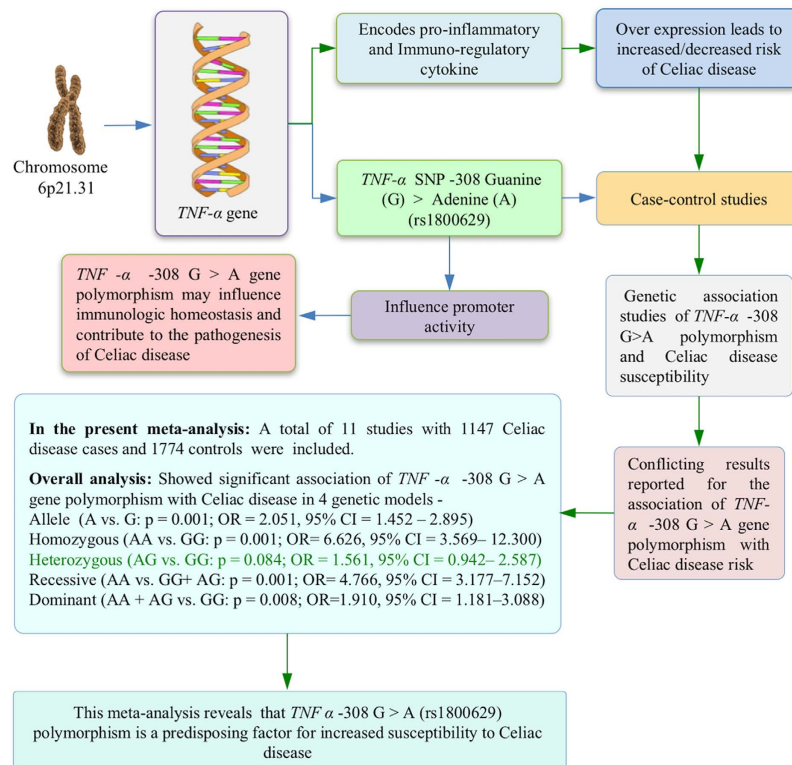 Chromosome
6p21.31
TNF-α gene
Encodes pro-inflammatory
and Immuno-regulatory
cytokine
Over expression leads to
increased/decreased risk
of Celiac disease
TNF-α SNP -308 Guanine
(G) > Adenine (A)
(rs1800629)
Case-control studies
Influence promoter
activity
TNF -α -308 G > A gene
polymorphism may influence
immunologic homeostasis and
contribute to the pathogenesis
of Celiac disease
Genetic association
studies of TNF-α -308
G>A polymorphism
and Celiac disease
susceptibility
Conflicting results
reported for the
association of TNF-
α -308 G > A gene
polymorphism with
Celiac disease risk
In the present meta-analysis: A total of 11 studies with 1147 Celiac
disease cases and 1774 controls were included.
Overall analysis: Showed significant association of TNF -α -308 G > A
gene polymorphism with Celiac disease in 4 genetic models -
Allele (A vs. G: p = 0.001; OR = 2.051, 95% CI = 1.452 – 2.895)
Homozygous (AA vs. GG: p = 0.001; OR= 6.626, 95% CI = 3.569– 12.300)
Heterozygous (AG vs. GG: p = 0.084; OR = 1.561, 95% CI = 0.942– 2.587)
Recessive (AA vs. GG+ AG: p = 0.001; OR= 4.766, 95% CI = 3.177–7.152)
Dominant (AA + AG vs. GG: p = 0.008; OR=1.910, 95% CI = 1.181–3.088)
This meta-analysis reveals that TNF α -308 G > A (rs1800629)
polymorphism is a predisposing factor for increased susceptibility to Celiac
disease